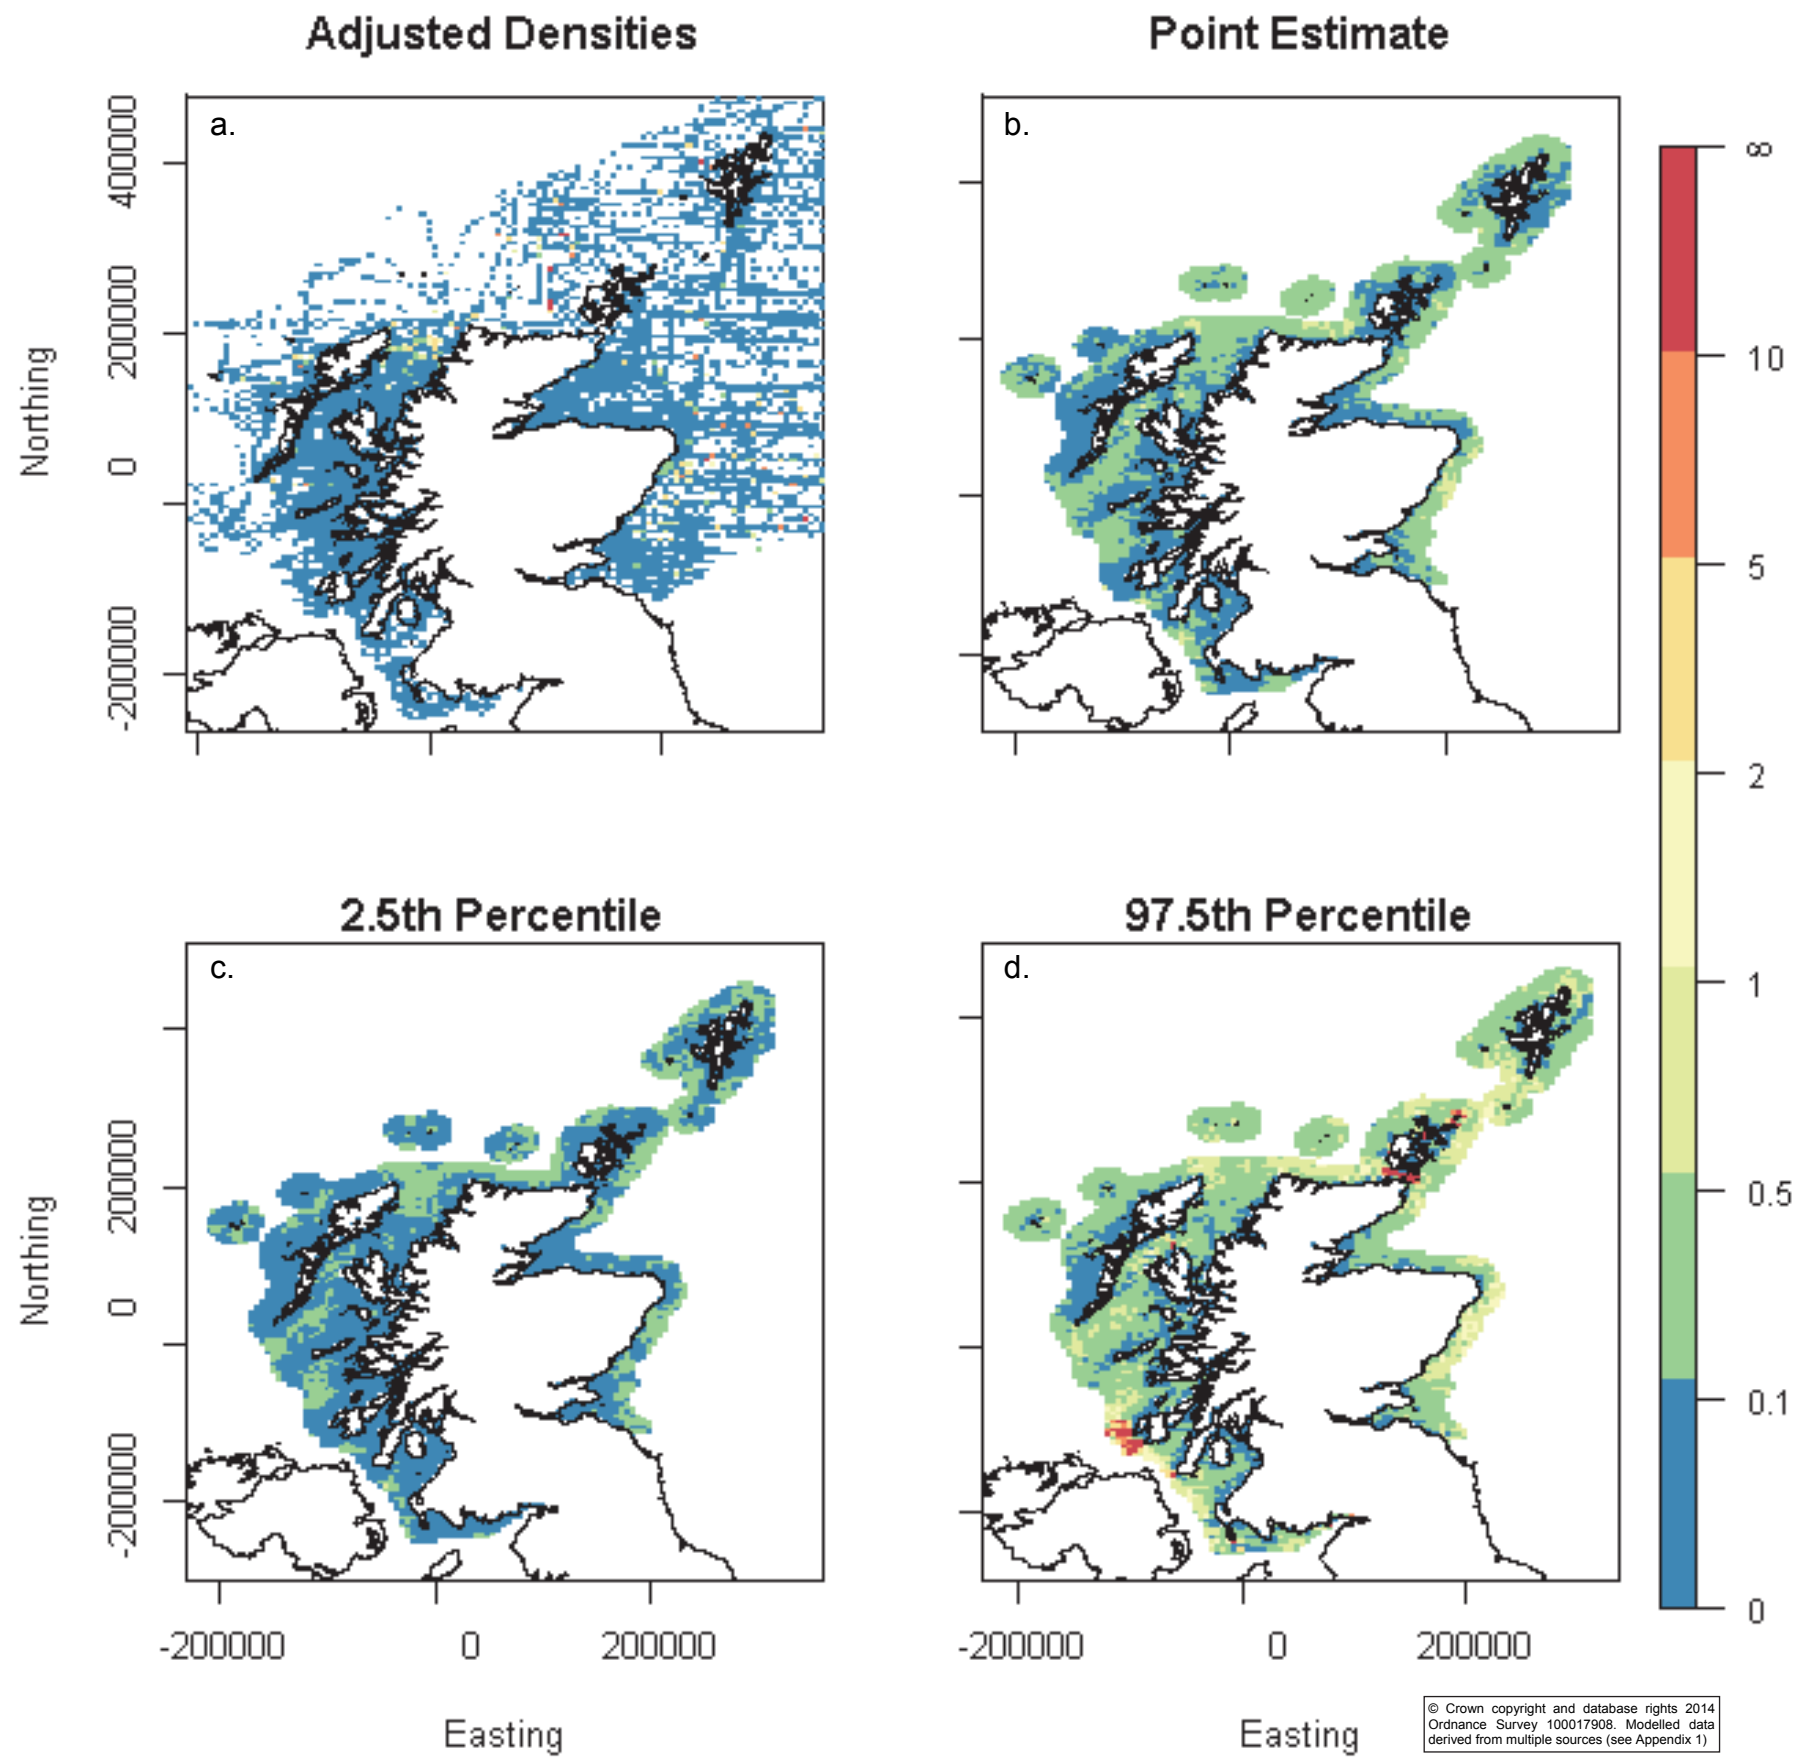 Adjusted Densities
Point Estimate
a.
b.
400000
200000
0
-200000
Northing
∞
10
5
2
1
0.5
0.1
0
2.5th Percentile
97.5th Percentile
c.
d.
200000
0
-200000
Northing
-200000 0 200000
-200000 0 200000
Easting
Easting
© Crown copyright and database rights 2014
Ordnance Survey 100017908. Modelled data
derived from multiple sources (see Appendix 1)